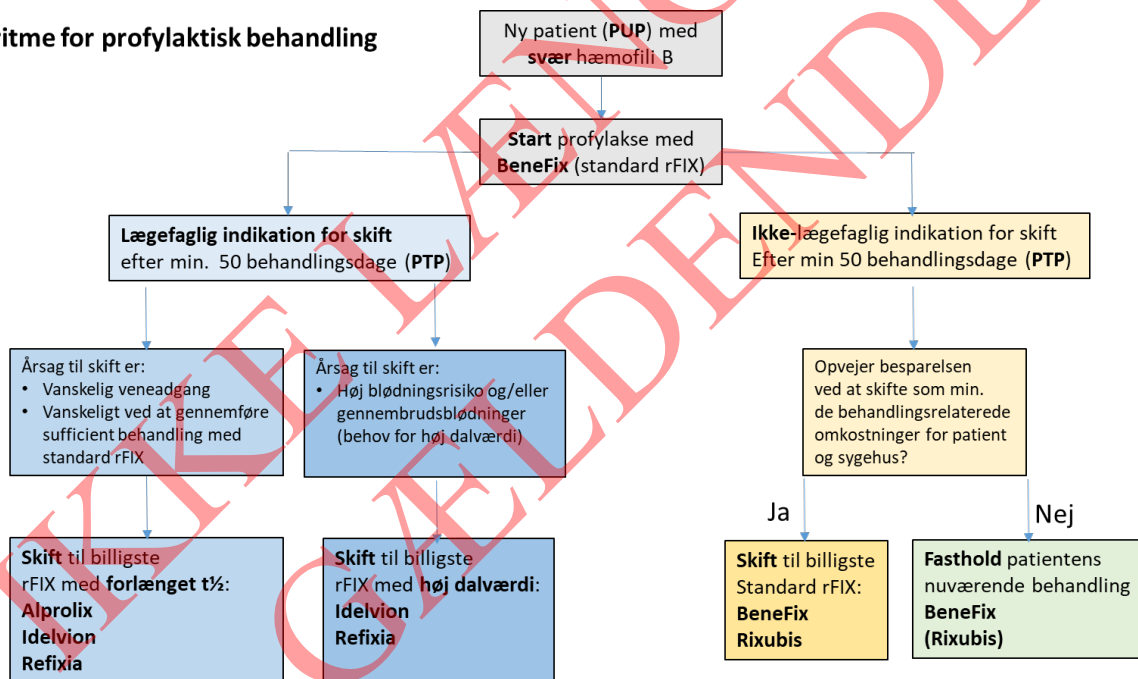 ritme for profylaktisk behandling
Ny patient (PUP) med
svær hæmofili B
Start profylakse med
BeneFix (standard rFIX)
Lægefaglig indikation for skift
efter min. 50 behandlingsdage (PTP)
Ikke-lægefaglig indikation for skift
Efter min 50 behandlingsdage (PTP)
Årsag til skift er:
• Vanskelig veneadgang
• Vanskeligt ved at gennemføre
sufficient behandling med
standard rFIX
Årsag til skift er:
• Høj blødningsrisiko og/eller
gennembrudsblødninger
(behov for høj dalværdi)
Opvejer besparelsen
ved at skifte som min.
de behandlingsrelaterede
omkostninger for patient
og sygehus?
Ja
Nej
Skift til billigste
rFIX med forlænget t½:
Alprolix
Idelvion
Refixia
Skift til billigste
rFIX med høj dalværdi:
Idelvion
Refixia
Skift til billigste
Standard rFIX:
BeneFix
Rixubis
Fasthold patientens
nuværende behandling
BeneFix
(Rixubis)
IKKE LÆNG
GÆLDENDE